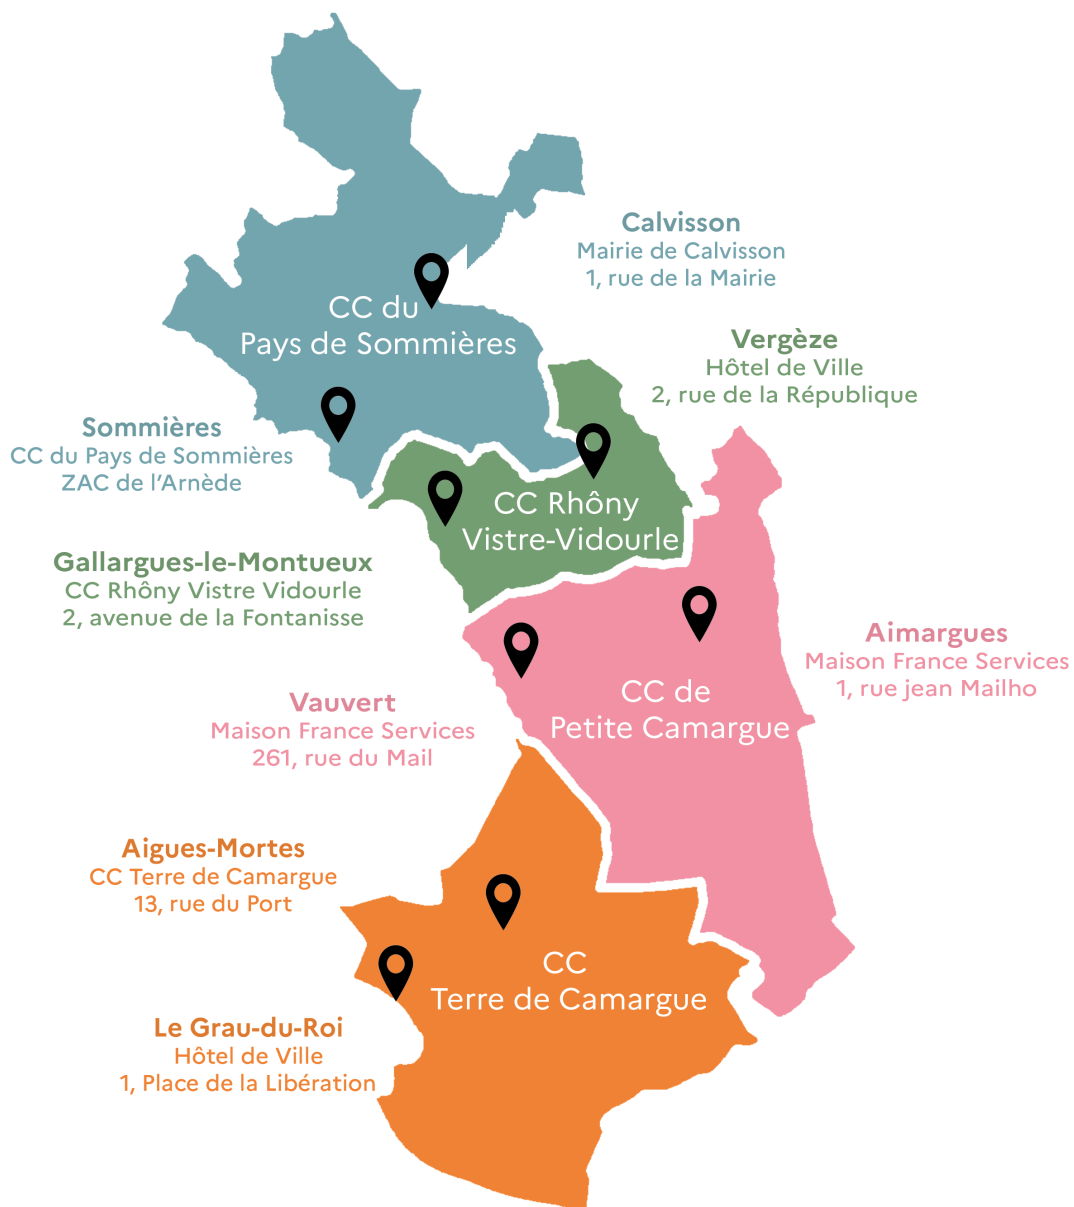 Calvisson
Mairie de Calvisson
1, rue de la Mairie
CC du
Pays de Sommières
Vergèze
Hôtel de Ville
2, rue de la République
Sommières
CC du Pays de Sommières
ZAC de l'Arnède
CC Rhôny
Vistre-Vidourle
Gallargues-le-Montueux
CC Rhôny Vistre Vidourle
2, avenue de la Fontanisse
Aimargues
Maison France Services
1, rue jean Mailho
CC de
Petite Camargue
Vauvert
Maison France Services
261, rue du Mail
Aigues-Mortes
CC Terre de Camargue
13, rue du Port
CC
Terre de Camargue
Le Grau-du-Roi
Hôtel de Ville
1, Place de la Libération